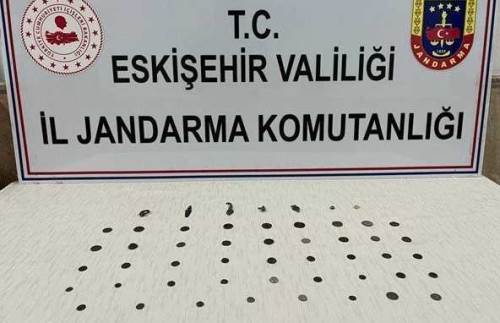 T.C.
ESKİŞEHİR VALİLİĞİ
JANDARMA
İL JANDARMA KOMUTANLIĞI